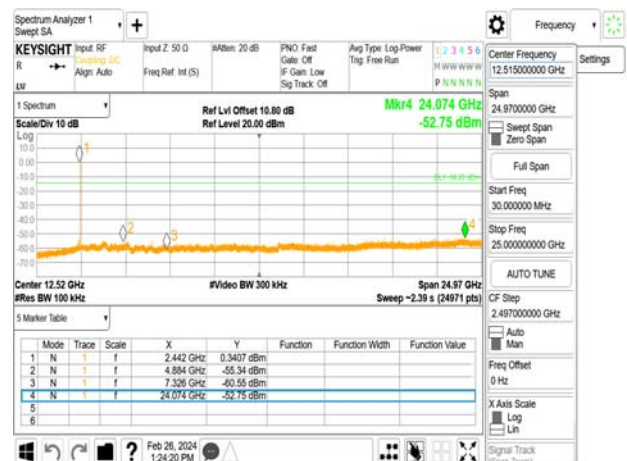 Spectrum Analyzer 1
Swept SA
Frequency
KEYSIGHT
R
LXI
Input: RF
Coupling: DC
Align: Auto
Input Z: 50 Ω
Freq Ref: Int (S)
#Atten: 20 dB
PNO: Fast
Gate: Off
IF Gain: Low
Sig Track: Off
Avg Type: Log-Power
Trig: Free Run
1 2 3 4 5 6
M W W W W W
P N N N N N
Settings
1 Spectrum
Scale/Div 10 dB
Ref Lvl Offset 10.80 dB
Ref Level 20.00 dBm
Mkr4 24.074 GHz
-52.75 dBm
Log
10.0
0.00
-10.0
-20.0
-30.0
-40.0
-50.0
-60.0
-70.0
1
2
3
4
Center 12.52 GHz
#Res BW 100 kHz
#Video BW 300 kHz
Span 24.97 GHz
Sweep ~2.39 s (24971 pts)
5 Marker Table
Mode Trace Scale X Y Function Function Width Function Value
1 N 1 f 2.442 GHz 0.3407 dBm
2 N 1 f 4.884 GHz -55.34 dBm
3 N 1 f 7.326 GHz -60.55 dBm
4 N 1 f 24.074 GHz -52.75 dBm
5
6
Feb 26, 2024
1:24:20 PM
Center Frequency
12.515000000 GHz
Span
24.9700000 GHz
Swept Span
Zero Span
Full Span
Start Freq
30.000000 MHz
Stop Freq
25.000000000 GHz
AUTO TUNE
CF Step
2.497000000 GHz
Auto
Man
Freq Offset
0 Hz
X Axis Scale
Log
Lin
Signal Track